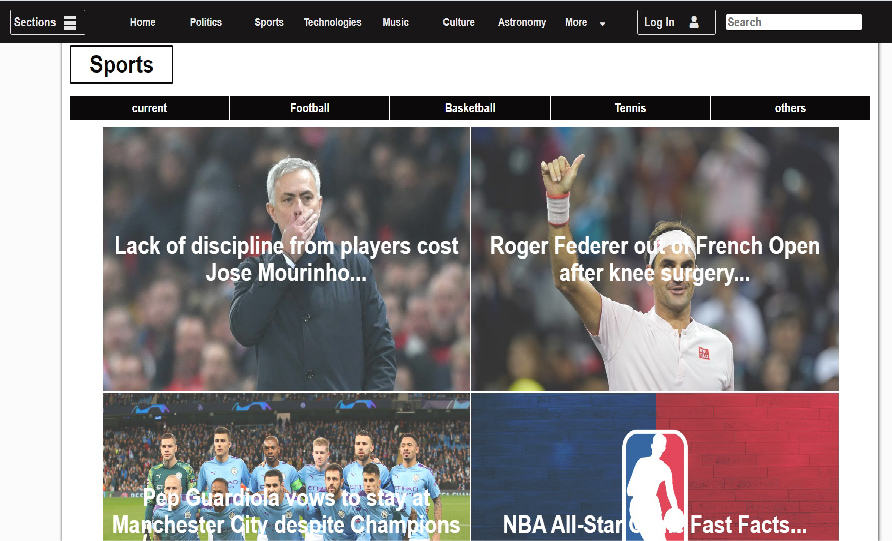 Sections
Home
Politics
Sports
Technologies
Music
Culture
Astronomy
More
Log In
Search
Sports
current
Football
Basketball
Tennis
others
Lack of discipline from players cost
Jose Mourinho...
Roger Federer out of French Open
after knee surgery...
Pep Guardiola vows to stay at
Manchester City despite Champions
NBA All-Star Game Fast Facts...